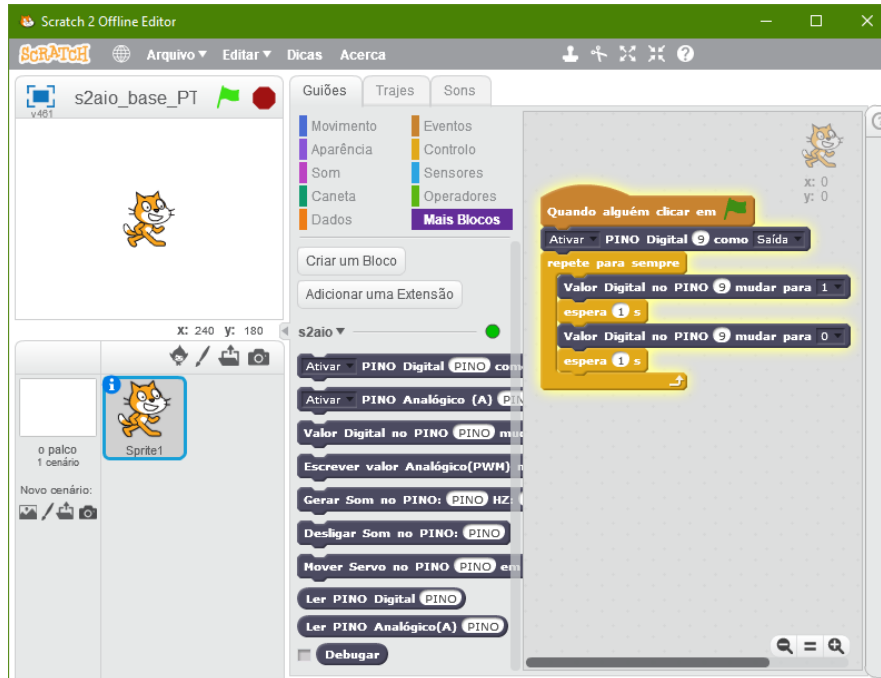 Scratch 2 Offline Editor
SCRATCH Arquivo Editar Dicas Acerca
v461
s2aio_base_PT
X: 240 Y: 180
o palco
1 cenário
Sprite1
Novo cenário:
Guiões Trajes Sons
Movimento Eventos
Aparência Controlo
Som Sensores
Caneta Operadores
Dados Mais Blocos
Criar um Bloco
Adicionar uma Extensão
s2aio
Ativar PINO Digital PINO com
Ativar PINO Analógico (A) PIN
Valor Digital no PINO PINO mu
Escrever valor Analógico(PWM)
Gerar Som no PINO: PINO HZ:
Desligar Som no PINO: PINO
Mover Servo no PINO PINO em
Ler PINO Digital PINO
Ler PINO Analógico(A) PINO
Debugar
x: 0
y: 0
Quando alguém clicar em
Ativar PINO Digital 9 como Saída
repete para sempre
Valor Digital no PINO 9 mudar para 1
espera 1 s
Valor Digital no PINO 9 mudar para 0
espera 1 s